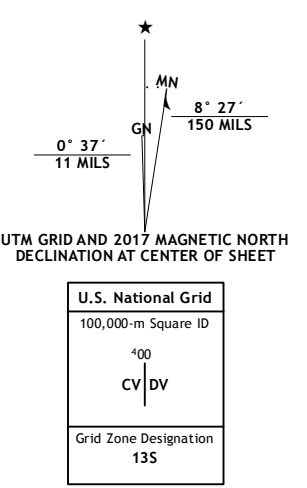 ★
MN
8° 27´
150 MILS
GN
0° 37´
11 MILS
UTM GRID AND 2017 MAGNETIC NORTH
DECLINATION AT CENTER OF SHEET
U.S. National Grid
100,000-m Square ID
⁴00
CV DV
Grid Zone Designation
13S